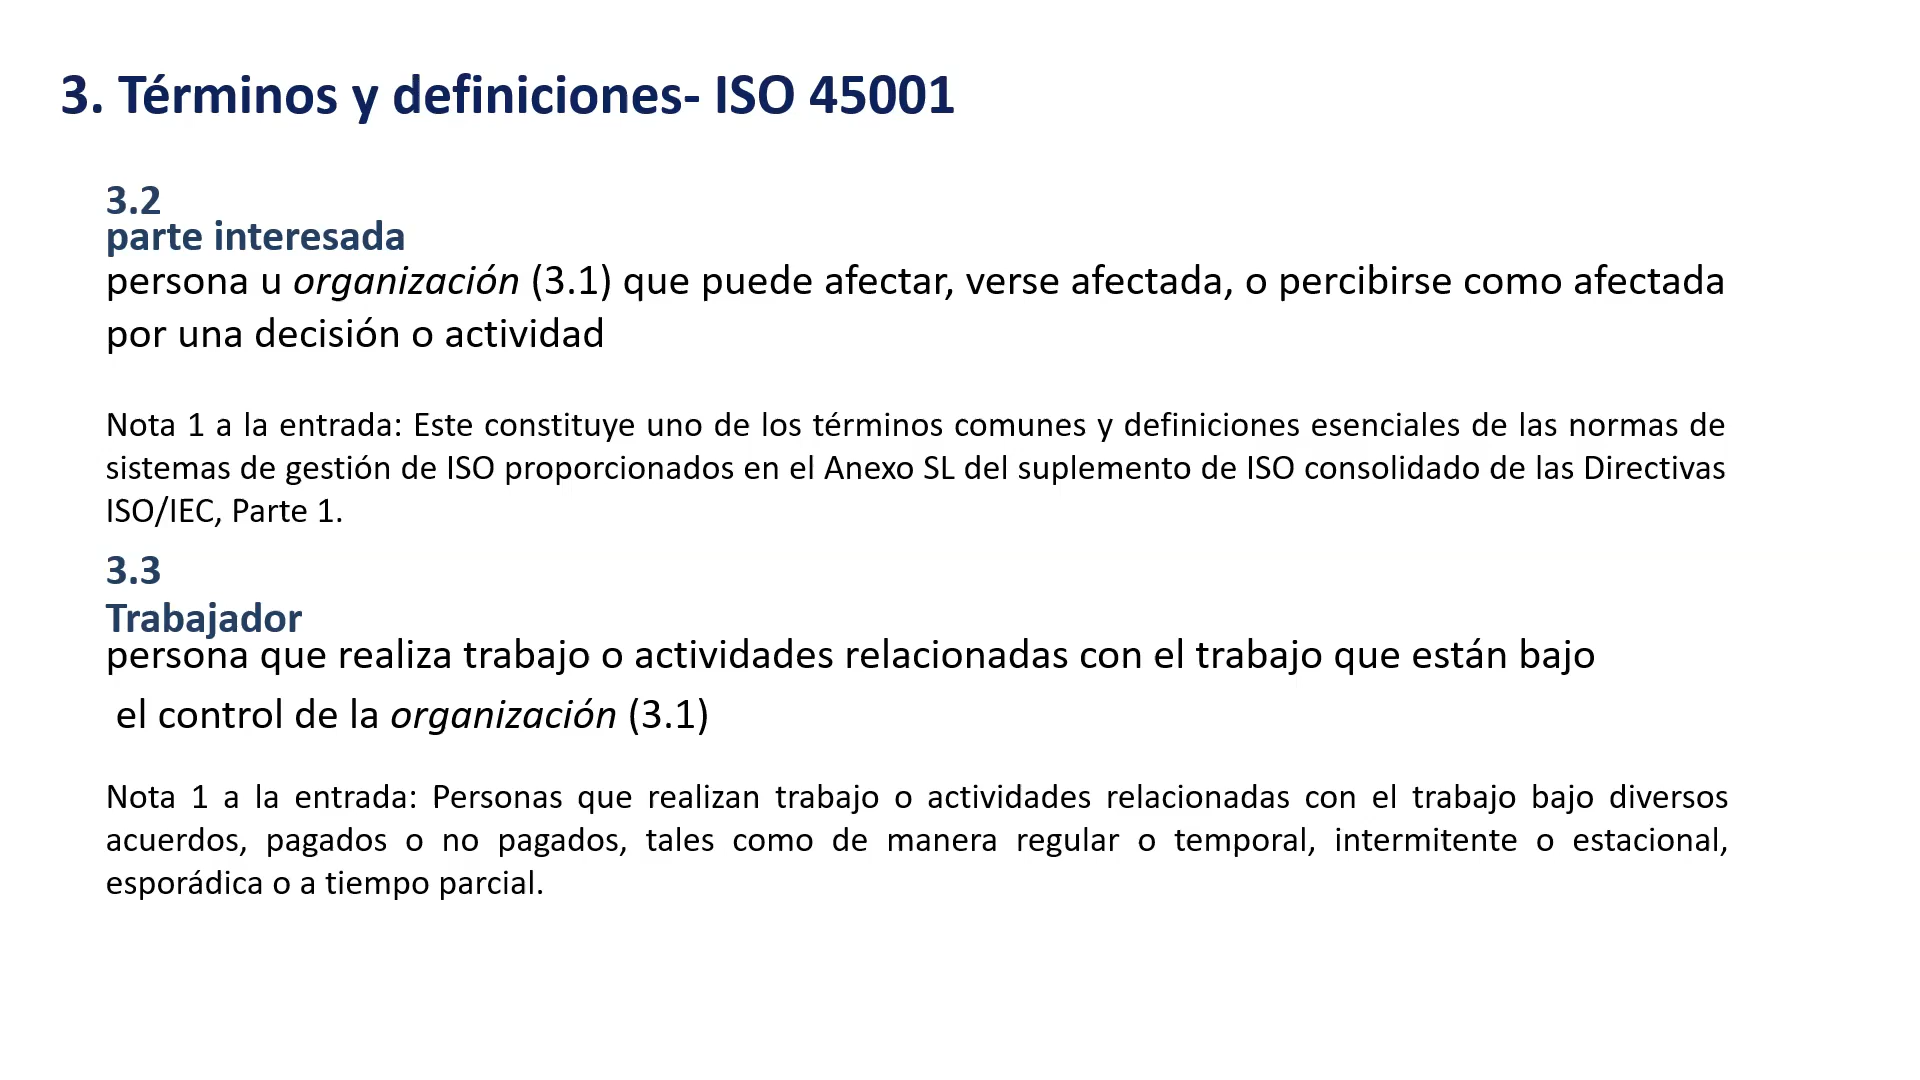 3. Términos y definiciones- ISO 45001
3.2
parte interesada
persona u organización (3.1) que puede afectar, verse afectada, o percibirse como afectada
por una decisión o actividad
Nota 1 a la entrada: Este constituye uno de los términos comunes y definiciones esenciales de las normas de
sistemas de gestión de ISO proporcionados en el Anexo SL del suplemento de ISO consolidado de las Directivas
ISO/IEC, Parte 1.
3.3
Trabajador
persona que realiza trabajo o actividades relacionadas con el trabajo que están bajo
el control de la organización (3.1)
Nota 1 a la entrada: Personas que realizan trabajo o actividades relacionadas con el trabajo bajo diversos
acuerdos, pagados o no pagados, tales como de manera regular o temporal, intermitente o estacional,
esporádica o a tiempo parcial.